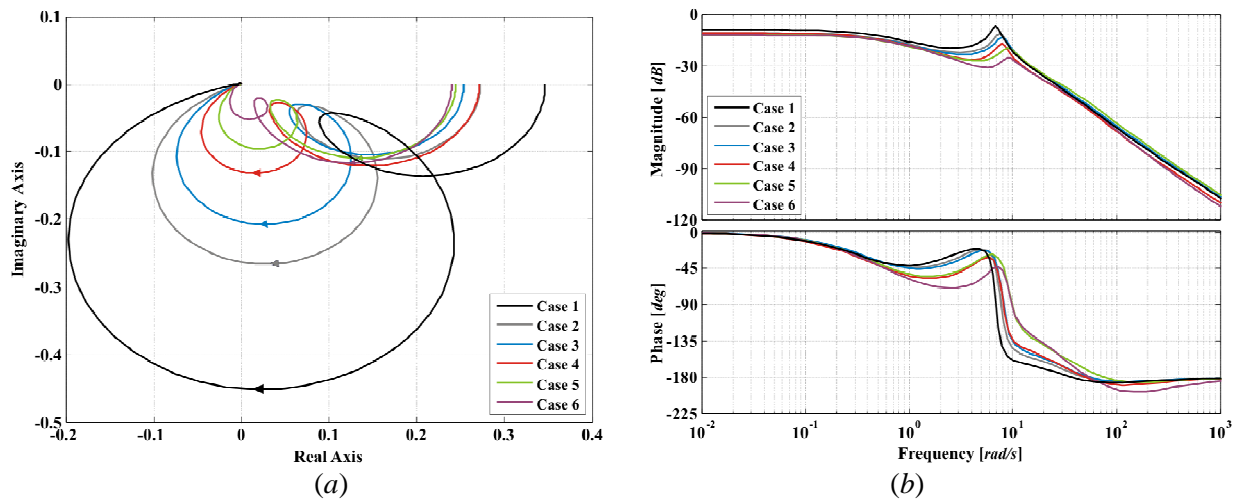 0.1
0
-0.1
-0.2
-0.3
-0.4
-0.5
Imaginary Axis
-0.2
-0.1
0
0.1
0.2
0.3
0.4
Real Axis
Case 1
Case 2
Case 3
Case 4
Case 5
Case 6
(a)
0
-30
-60
-90
-120
Magnitude [dB]
Case 1
Case 2
Case 3
Case 4
Case 5
Case 6
0
-45
-90
-135
-180
-225
Phase [deg]
10^-2
10^-1
10^0
10^1
10^2
10^3
Frequency [rad/s]
(b)